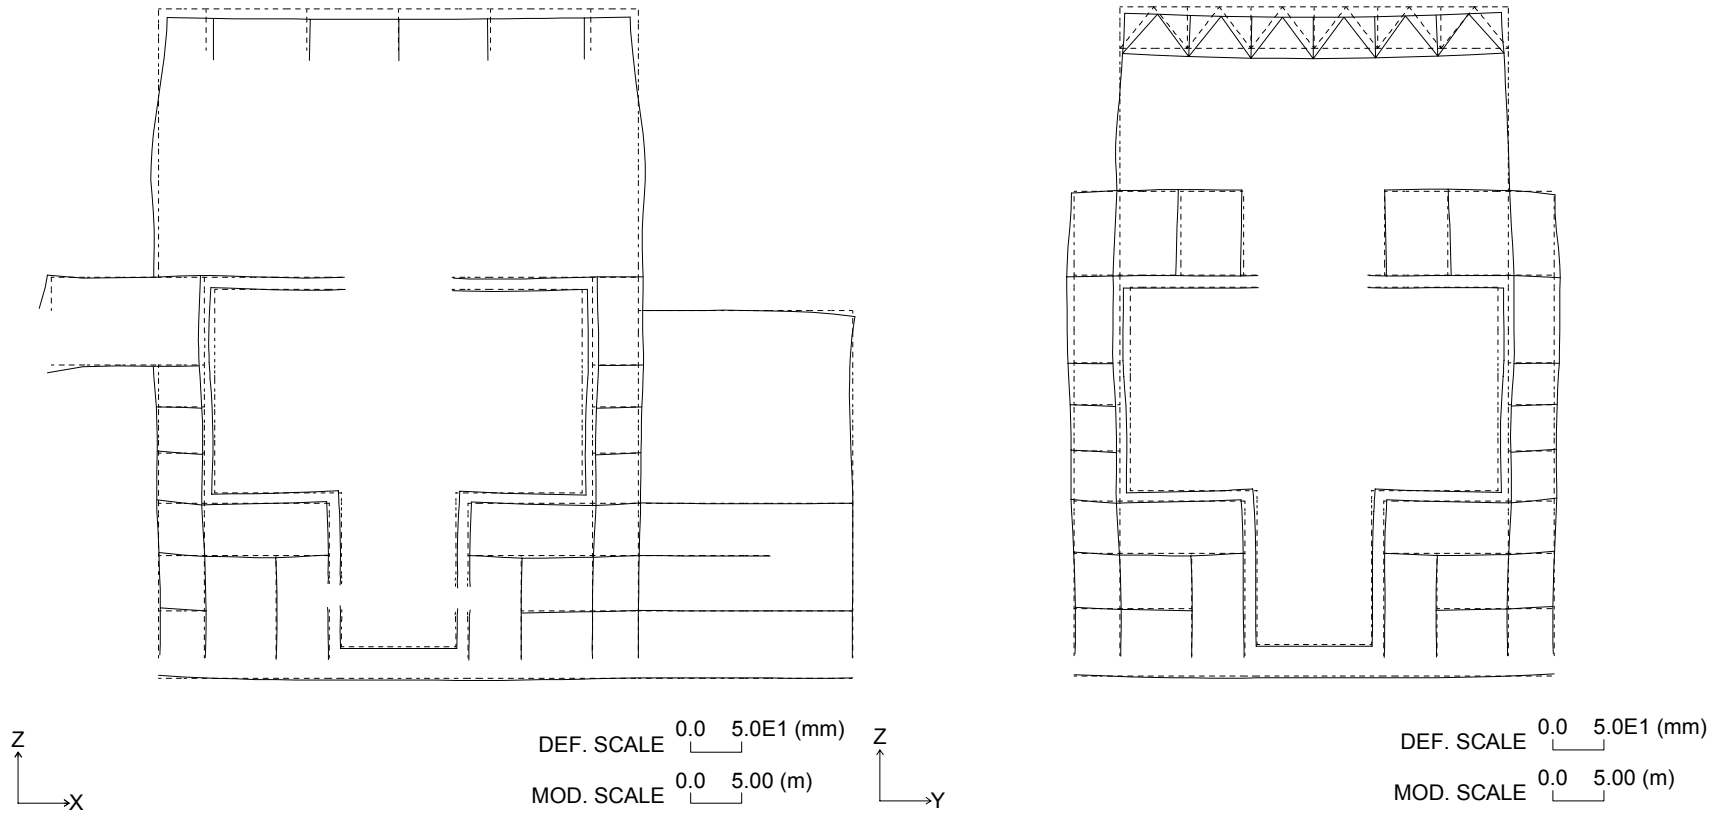 Z
X
DEF. SCALE 0.0 5.0E1 (mm)
MOD. SCALE 0.0 5.00 (m)
Z
Y
DEF. SCALE 0.0 5.0E1 (mm)
MOD. SCALE 0.0 5.00 (m)